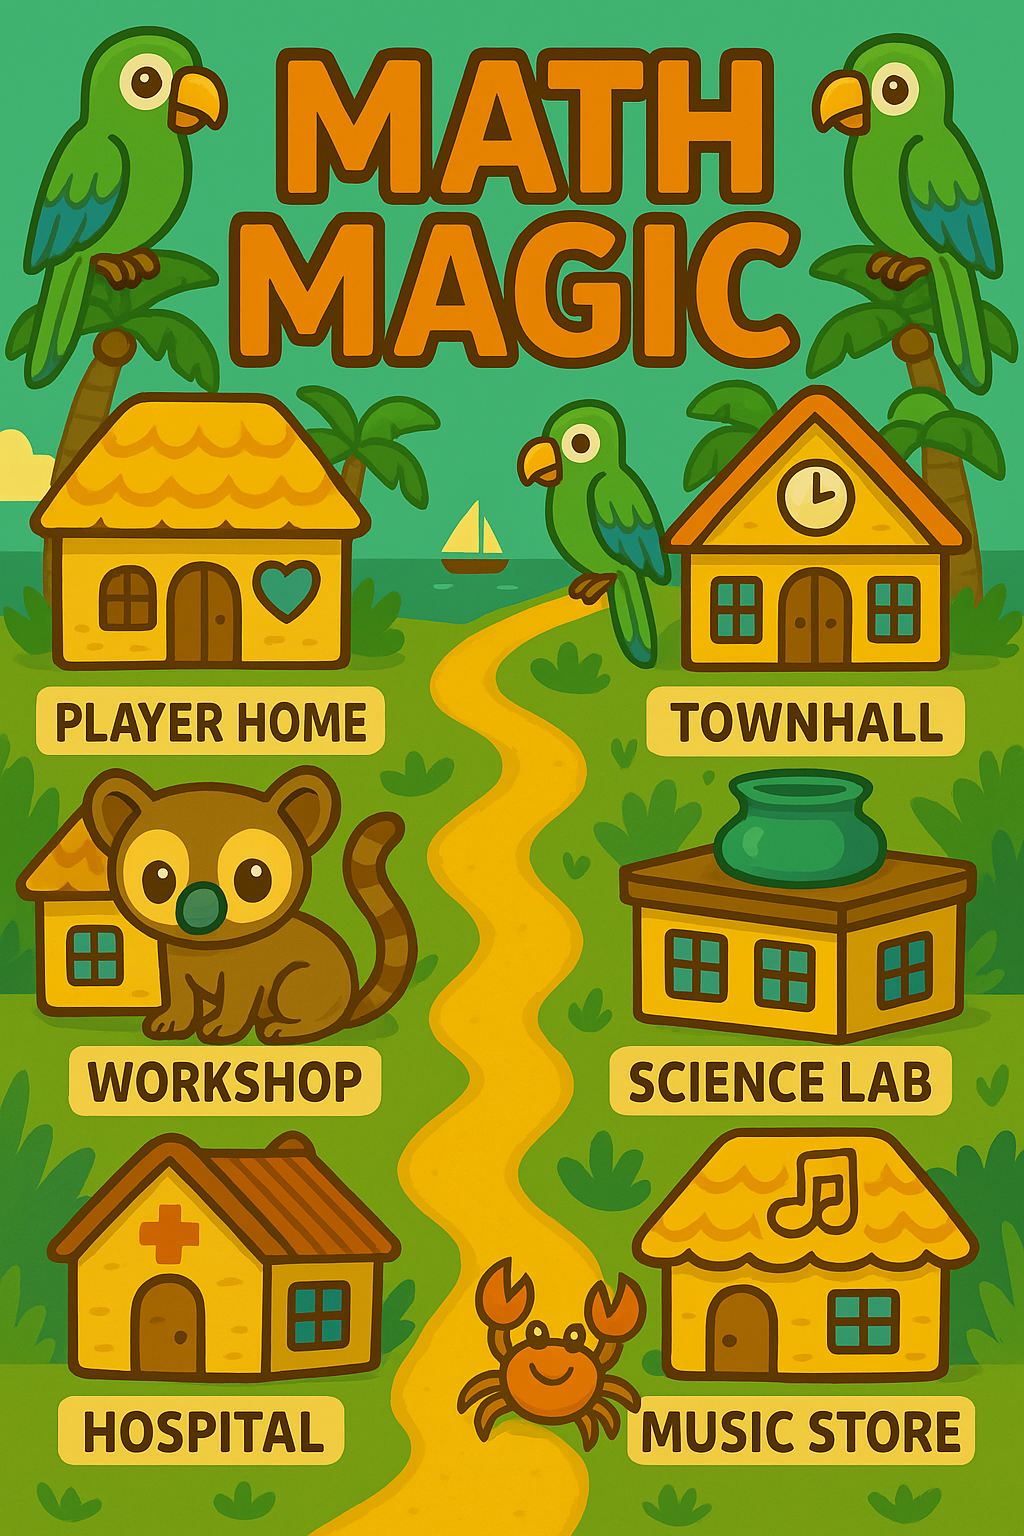 MATH
MAGIC
PLAYER HOME
TOWNHALL
WORKSHOP
SCIENCE LAB
HOSPITAL
MUSIC STORE